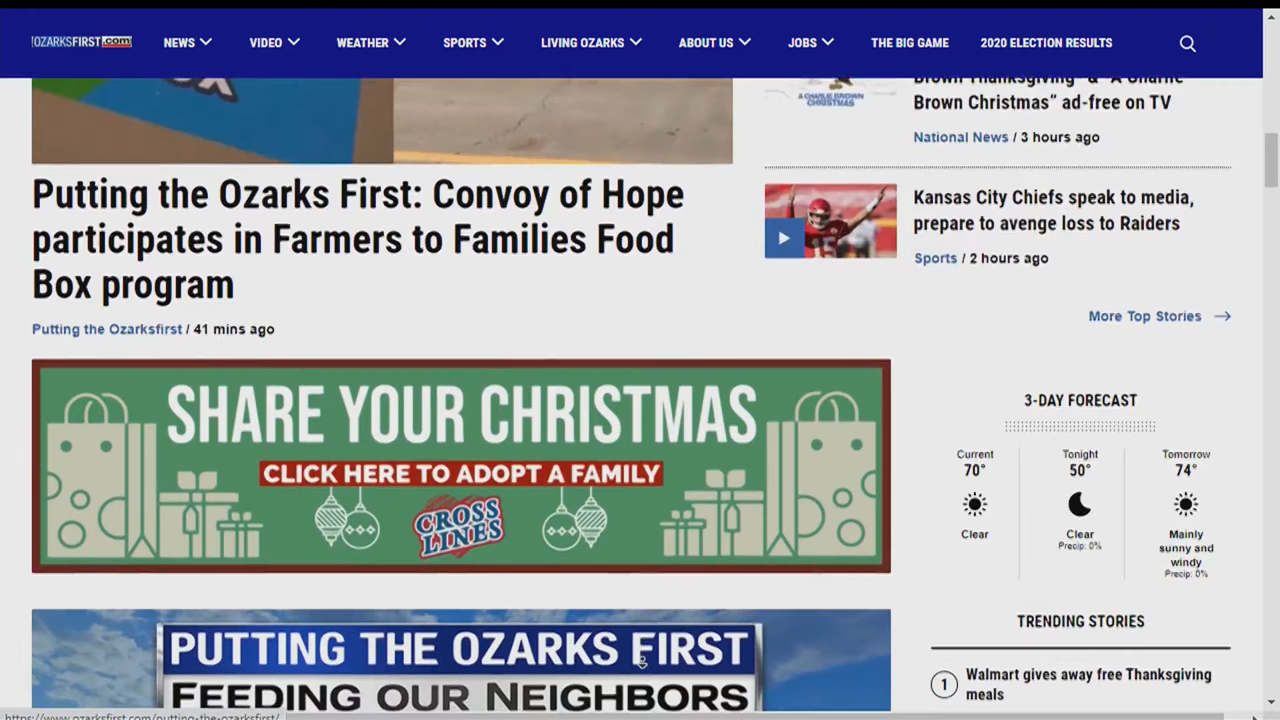 OZARKSFIRST.com
NEWS
VIDEO
WEATHER
SPORTS
LIVING OZARKS
ABOUT US
JOBS
THE BIG GAME
2020 ELECTION RESULTS
OX
Putting the Ozarks First: Convoy of Hope
participates in Farmers to Families Food
Box program
Putting the Ozarksfirst / 41 mins ago
A CHARLIE BROWN
CHRISTMAS
Brown Thanksgiving" & "A Charlie
Brown Christmas" ad-free on TV
National News / 3 hours ago
15
Kansas City Chiefs speak to media,
prepare to avenge loss to Raiders
Sports / 2 hours ago
More Top Stories
SHARE YOUR CHRISTMAS
CLICK HERE TO ADOPT A FAMILY
CROSS
LINES
3-DAY FORECAST
Current
70°
Clear
Tonight
50°
Clear
Precip: 0%
Tomorrow
74°
Mainly
sunny and
windy
Precip: 0%
PUTTING THE OZARKS FIRST
FEEDING OUR NEIGHBORS
TRENDING STORIES
1
Walmart gives away free Thanksgiving
meals
https://www.ozarksfirst.com/putting-the-ozarksfirst/